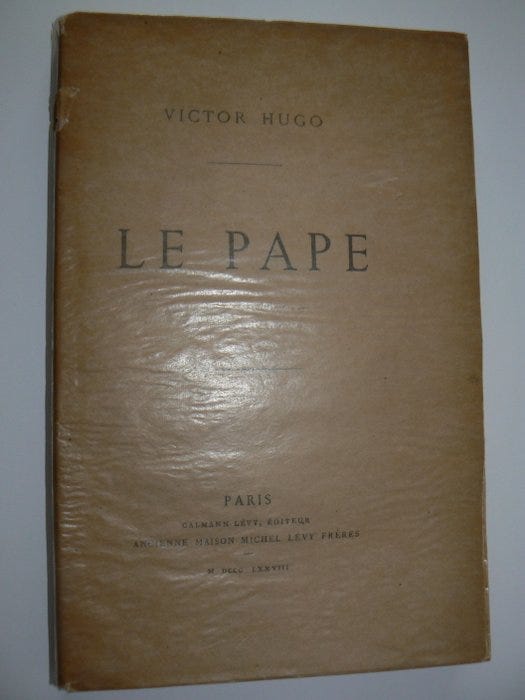 VICTOR HUGO
LE PAPE
PARIS
CALMANN LÉVY, ÉDITEUR
ANCIENNE MAISON MICHEL LÉVY FRÈRES
M DCCC LXXVIII